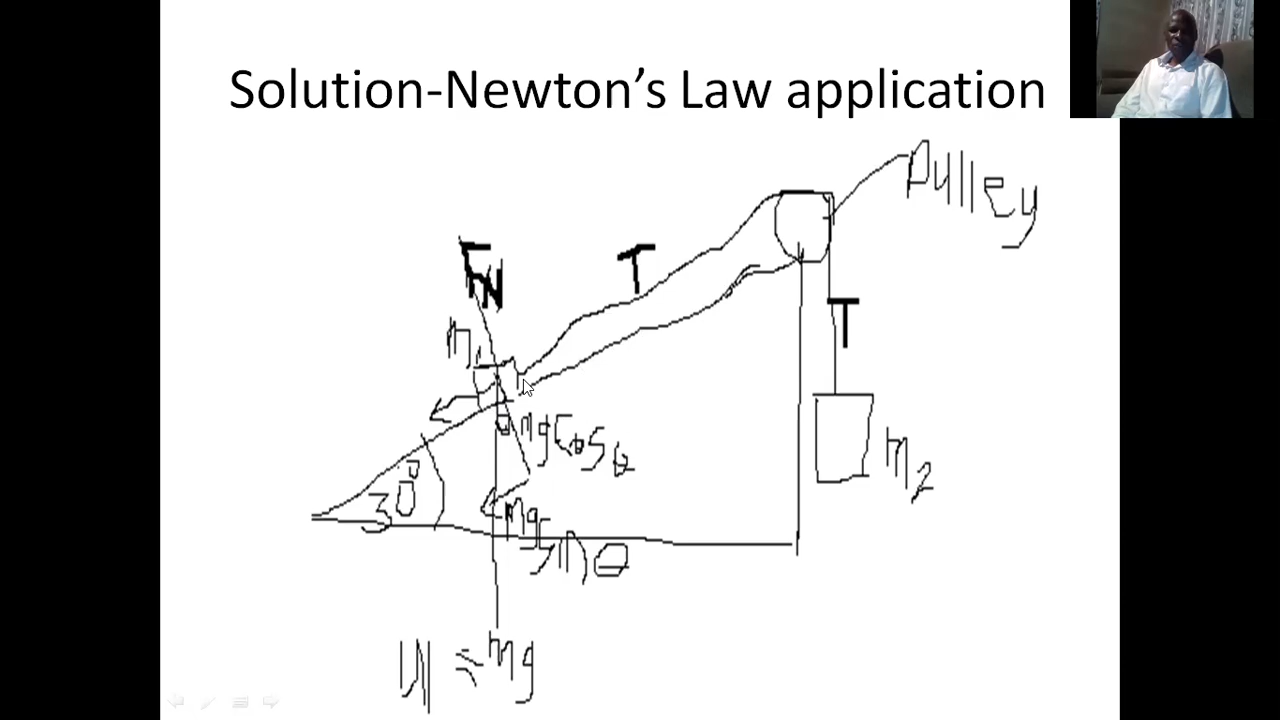 Solution-Newton's Law application
Pulley
FN
T
T
m1
mgCosθ
30°
m2
mgSinθ
W = mg